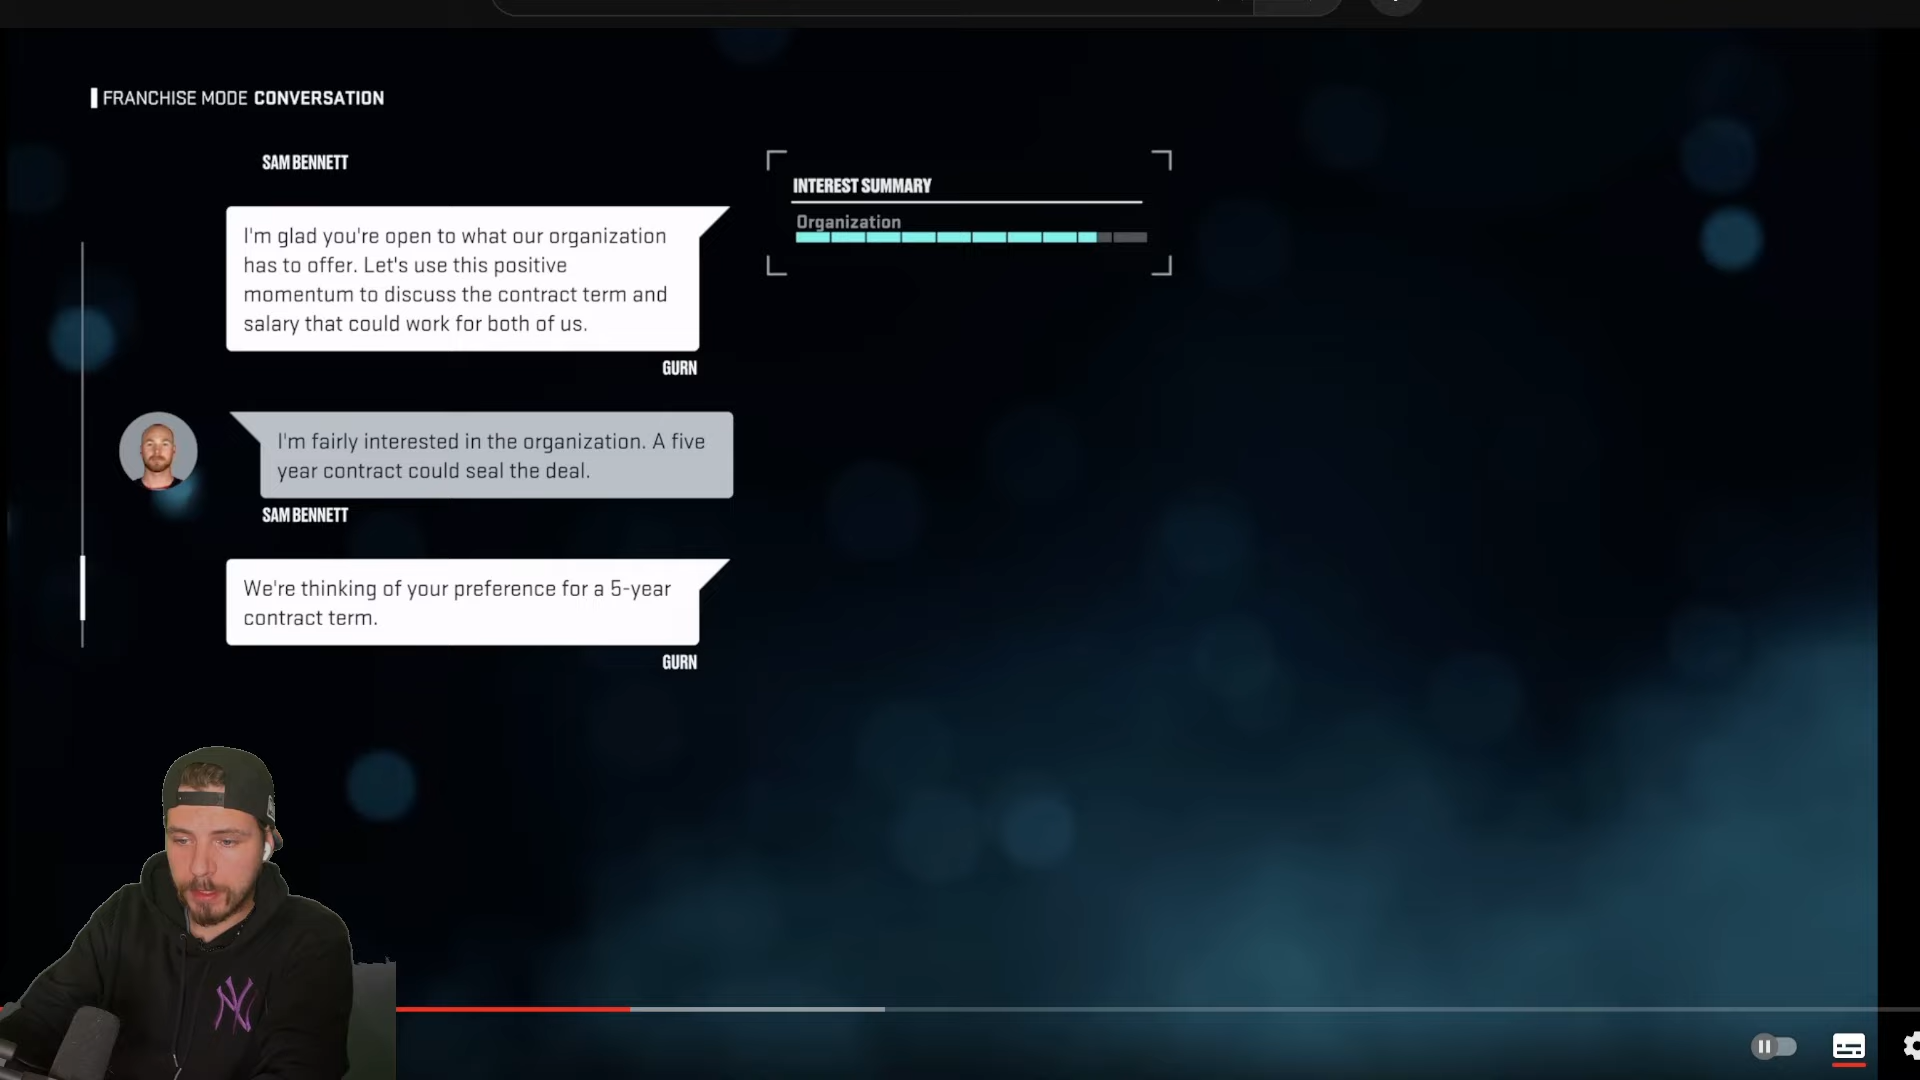 FRANCHISE MODE CONVERSATION
SAM BENNETT
INTEREST SUMMARY
Organization
I'm glad you're open to what our organization
has to offer. Let's use this positive
momentum to discuss the contract term and
salary that could work for both of us.
GURN
I'm fairly interested in the organization. A five
year contract could seal the deal.
SAM BENNETT
We're thinking of your preference for a 5-year
contract term.
GURN
NY